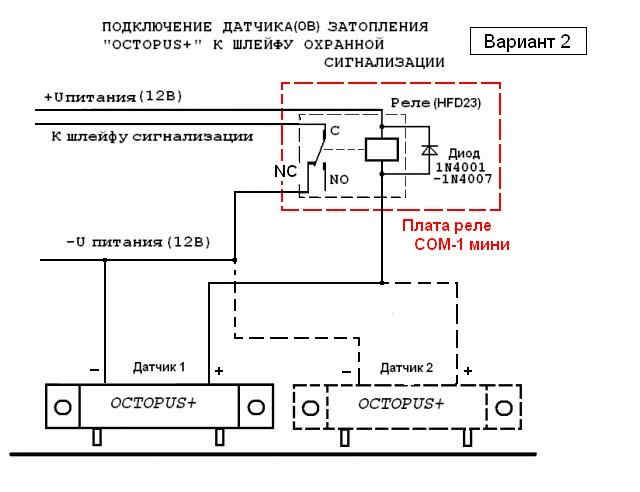 ПОДКЛЮЧЕНИЕ ДАТЧИКА(ОВ) ЗАТОПЛЕНИЯ
"OCTOPUS+" К ШЛЕЙФУ ОХРАННОЙ
СИГНАЛИЗАЦИИ
Вариант 2
+Uпитания (12В)
Реле (HFD23)
К шлейфу сигнализации
C
Диод
1N4001
-1N4007
NC
NO
Плата реле
COM-1 мини
-U питания (12В)
- Датчик 1 +
- Датчик 2 +
OCTOPUS+
OCTOPUS+